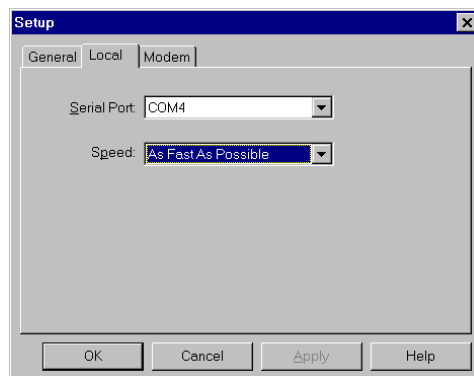 Setup
General Local Modem
Serial Port: COM4
Speed: As Fast As Possible
OK Cancel Apply Help